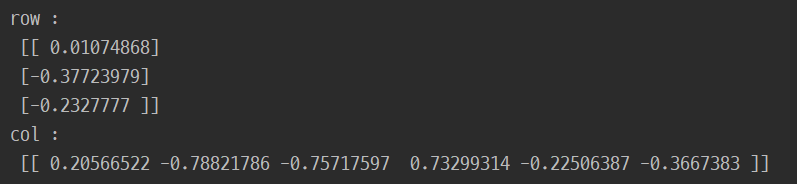 row :
 [[ 0.01074868]
 [-0.37723979]
 [-0.2327777 ]]
col :
 [[ 0.20566522 -0.78821786 -0.75717597  0.73299314 -0.22506387 -0.3667383 ]]